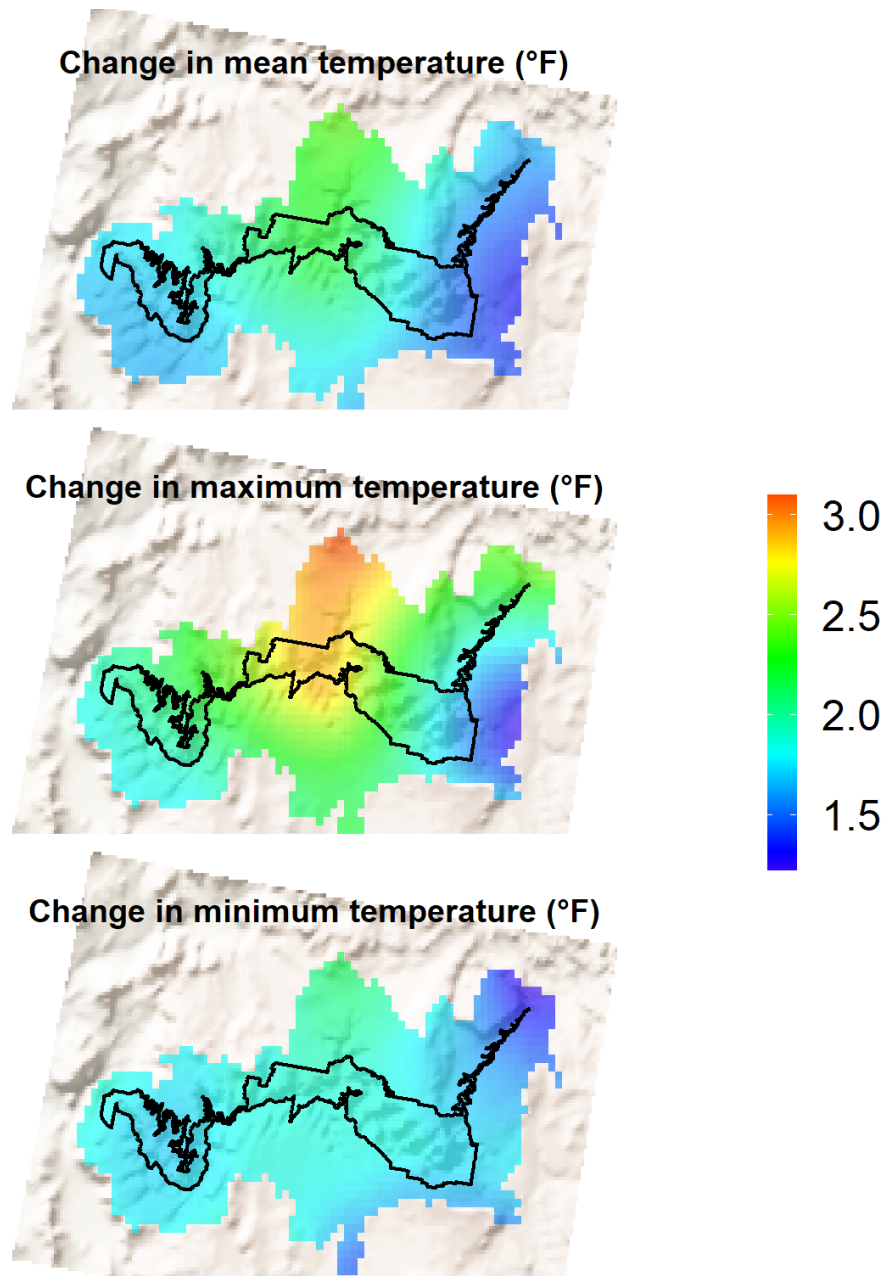 Change in mean temperature (°F)
Change in maximum temperature (°F)
3.0
2.5
2.0
1.5
Change in minimum temperature (°F)